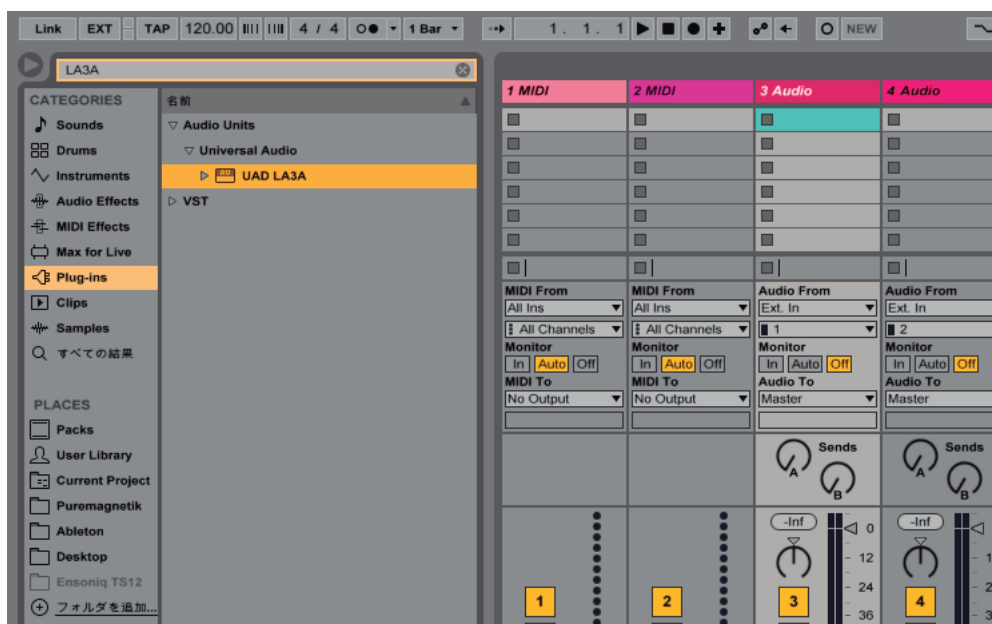 Link EXT TAP 120.00 4 / 4 1 Bar 1. 1. 1 NEW
LA3A
CATEGORIES
Sounds
Drums
Instruments
Audio Effects
MIDI Effects
Max for Live
Plug-ins
Clips
Samples
すべての結果
PLACES
Packs
User Library
Current Project
Puremagnetik
Ableton
Desktop
Ensoniq TS12
フォルダを追加...
名前
Audio Units
Universal Audio
AU UAD LA3A
VST
1 MIDI 2 MIDI 3 Audio 4 Audio
MIDI From MIDI From Audio From Audio From
All Ins All Ins Ext. In Ext. In
All Channels All Channels 1 2
Monitor Monitor Monitor Monitor
In Auto Off In Auto Off In Auto Off In Auto Off
MIDI To MIDI To Audio To Audio To
No Output No Output Master Master
Sends Sends
A A
B B
-Inf 0 -Inf
12
24
1 2 3 4
36